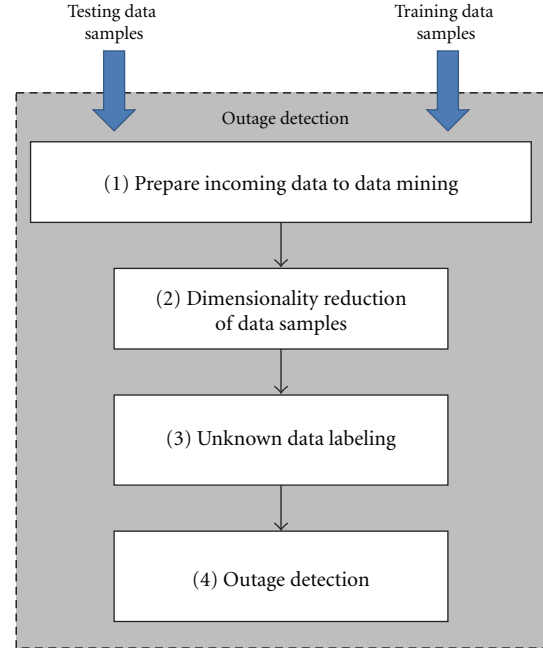 Testing data
samples
Training data
samples
Outage detection
(1) Prepare incoming data to data mining
(2) Dimensionality reduction
of data samples
(3) Unknown data labeling
(4) Outage detection